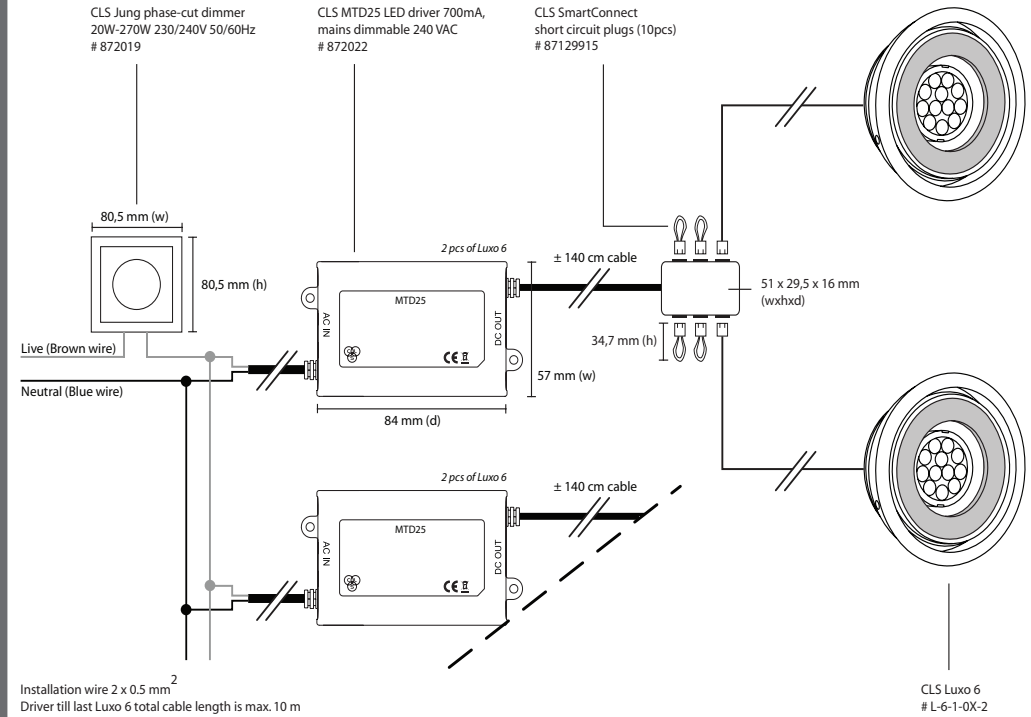 CLS Jung phase-cut dimmer
20W-270W 230/240V 50/60Hz
# 872019
CLS MTD25 LED driver 700mA,
mains dimmable 240 VAC
# 872022
CLS SmartConnect
short circuit plugs (10pcs)
# 87129915
80,5 mm (w)
80,5 mm (h)
Live (Brown wire)
Neutral (Blue wire)
2 pcs of Luxo 6
MTD25
AC IN
DC OUT
CE
57 mm (w)
84 mm (d)
± 140 cm cable
51 x 29,5 x 16 mm
(wxhxd)
34,7 mm (h)
2 pcs of Luxo 6
MTD25
AC IN
DC OUT
CE
± 140 cm cable
Installation wire 2 x 0.5 mm²
Driver till last Luxo 6 total cable length is max. 10 m
CLS Luxo 6
# L-6-1-0X-2